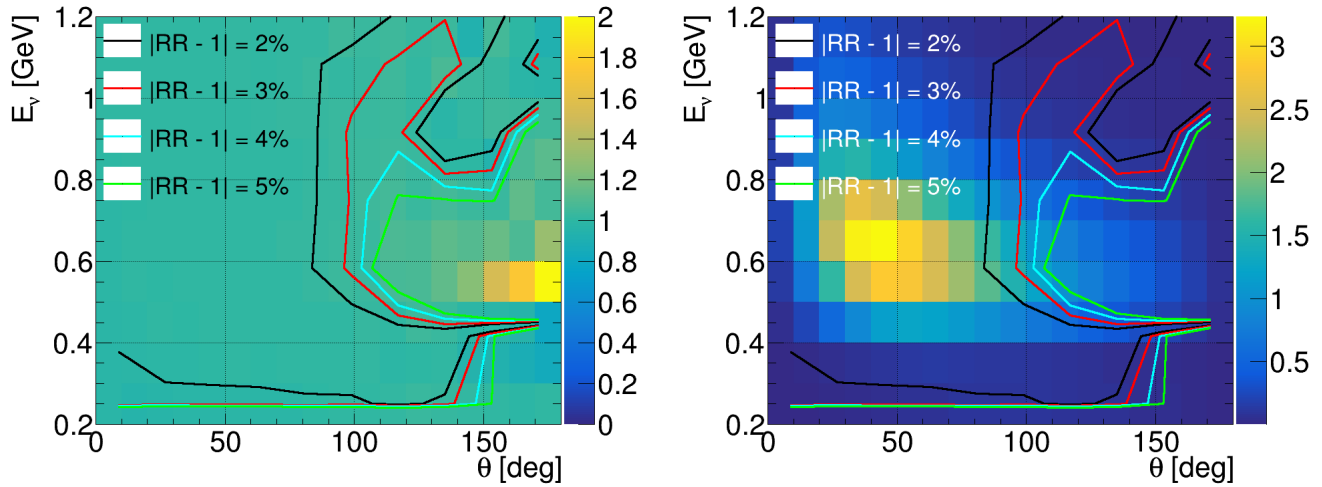 E_ν [GeV]
1.2
1
0.8
0.6
0.4
0.2
|RR - 1| = 2%
|RR - 1| = 3%
|RR - 1| = 4%
|RR - 1| = 5%
0 50 100 150
θ [deg]
2
1.8
1.6
1.4
1.2
1
0.8
0.6
0.4
0.2
0
E_ν [GeV]
1.2
1
0.8
0.6
0.4
0.2
|RR - 1| = 2%
|RR - 1| = 3%
|RR - 1| = 4%
|RR - 1| = 5%
0 50 100 150
θ [deg]
3
2.5
2
1.5
1
0.5